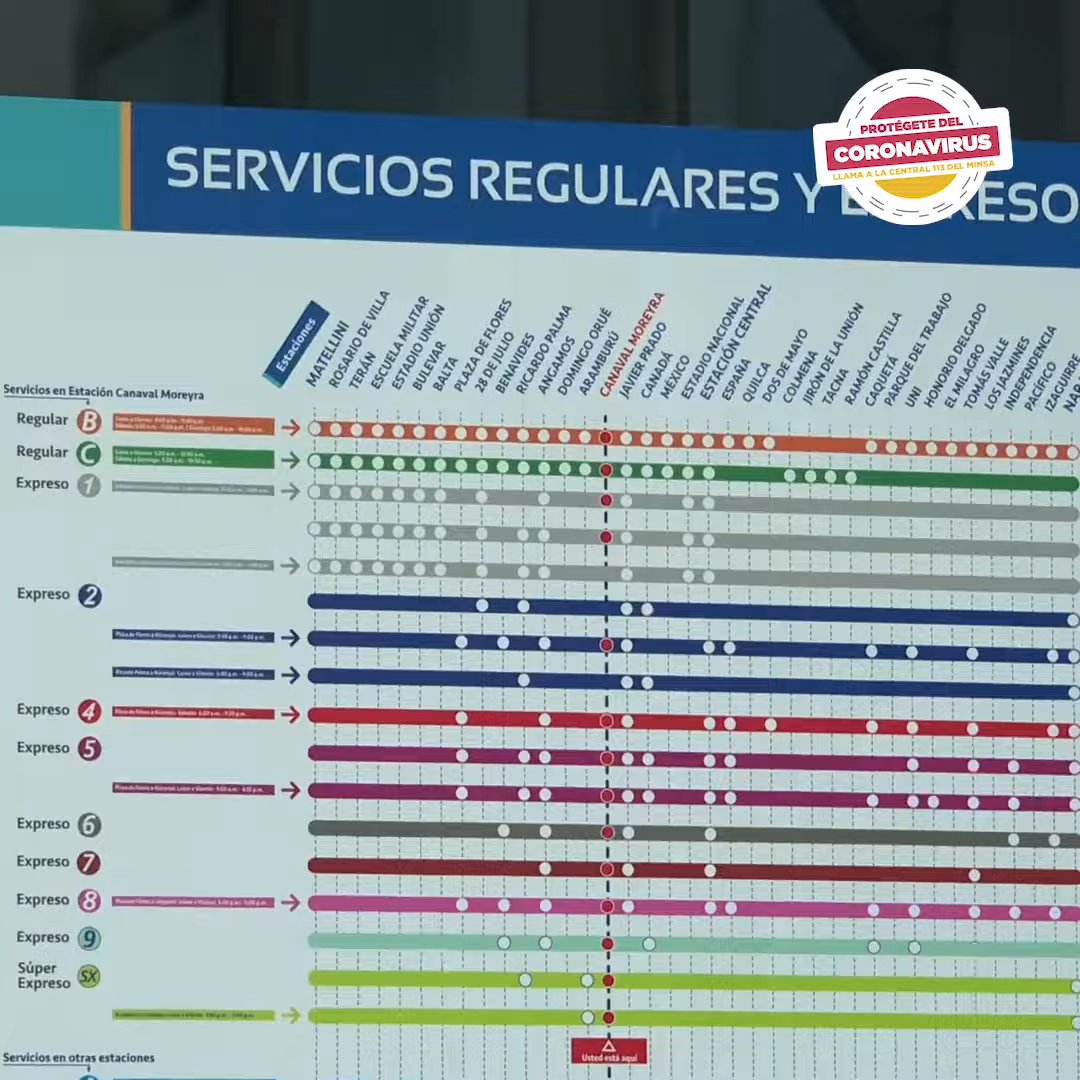 PROTÉGETE DEL
CORONAVIRUS
LLAMA A LA CENTRAL 113 DEL MINSA
SERVICIOS REGULARES Y E RESO
Estaciones
MATELLINI
ROSARIO DE VILLA
TERÁN
ESCUELA MILITAR
ESTADIO UNIÓN
BULEVAR
BALTA
PLAZA DE FLORES
28 DE JULIO
BENAVIDES
RICARDO PALMA
ANGAMOS
DOMINGO ORUÉ
ARAMBURÚ
CANAVAL MOREYRA
JAVIER PRADO
CANADÁ
MÉXICO
ESTADIO NACIONAL
ESTACIÓN CENTRAL
ESPAÑA
QUILCA
DOS DE MAYO
COLMENA
JIRÓN DE LA UNIÓN
TACNA
RAMÓN CASTILLA
CAQUETÁ
PARQUE DEL TRABAJO
UNI
HONORIO DELGADO
EL MILAGRO
TOMÁS VALLE
LOS JAZMINES
INDEPENDENCIA
PACÍFICO
IZAGUIRRE
NAR
Servicios en Estación Canaval Moreyra
Regular B
Regular C
Expreso 1
Expreso 2
Expreso 4
Expreso 5
Expreso 6
Expreso 7
Expreso 8
Expreso 9
Súper
Expreso SX
Usted está aquí
Servicios en otras estaciones